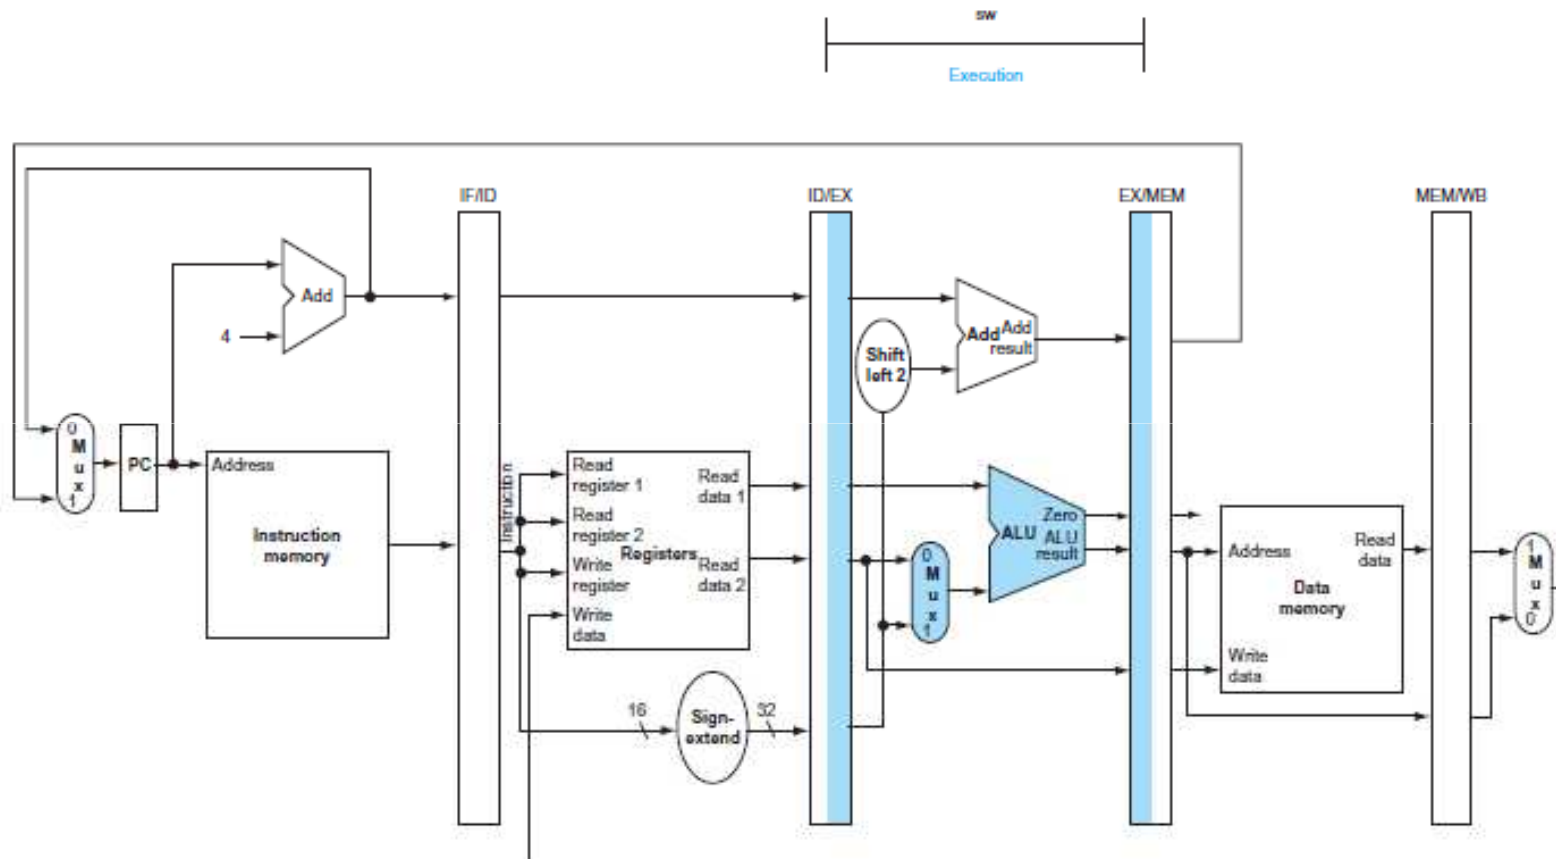 sw
Execution
IF/ID
ID/EX
EX/MEM
MEM/WB
Add
4
Shift
left 2
Add
Add
result
0
M
u
x
1
PC
Address
Instruction
memory
Instruction
Read
register 1
Read
register 2
Write
register
Write
data
Registers
Read
data 1
Read
data 2
16
Sign-
extend
32
0
M
u
x
1
ALU
Zero
ALU
result
Address
Read
data
Data
memory
Write
data
1
M
u
x
0